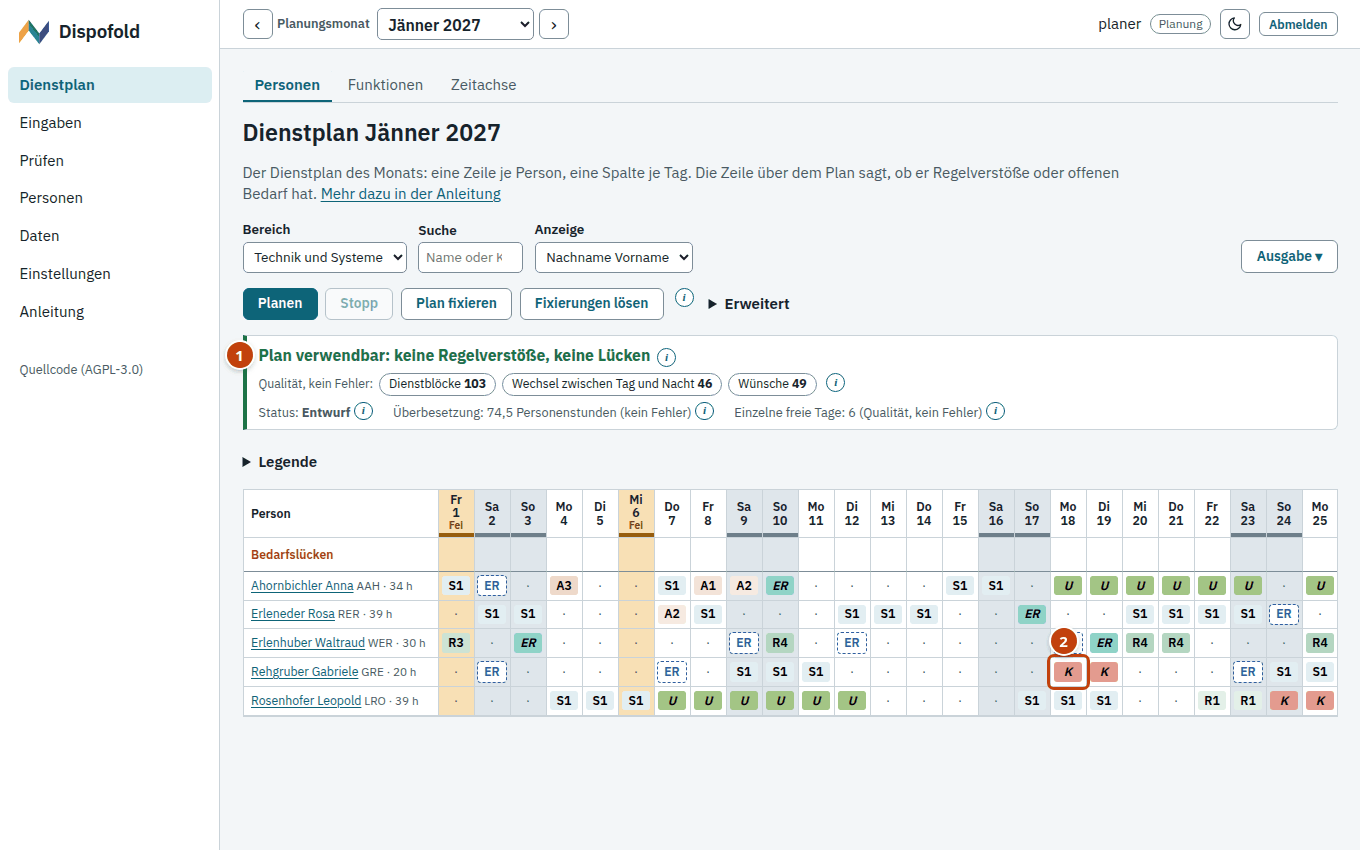 Dispofold
Dienstplan
Eingaben
Prüfen
Personen
Daten
Einstellungen
Anleitung
Quellcode (AGPL-3.0)
‹ Planungsmonat Jänner 2027 ›
planer Planung Abmelden
Personen Funktionen Zeitachse
Dienstplan Jänner 2027
Der Dienstplan des Monats: eine Zeile je Person, eine Spalte je Tag. Die Zeile über dem Plan sagt, ob er Regelverstöße oder offenen
Bedarf hat. Mehr dazu in der Anleitung
Bereich Suche Anzeige
Technik und Systeme Name oder K Nachname Vorname Ausgabe ▾
Planen Stopp Plan fixieren Fixierungen lösen i ▶ Erweitert
1 Plan verwendbar: keine Regelverstöße, keine Lücken i
Qualität, kein Fehler: Dienstblöcke 103 Wechsel zwischen Tag und Nacht 46 Wünsche 49 i
Status: Entwurf i Überbesetzung: 74,5 Personenstunden (kein Fehler) i Einzelne freie Tage: 6 (Qualität, kein Fehler) i
▶ Legende
Person Fr 1 Fei Sa 2 So 3 Mo 4 Di 5 Mi 6 Fei Do 7 Fr 8 Sa 9 So 10 Mo 11 Di 12 Mi 13 Do 14 Fr 15 Sa 16 So 17 Mo 18 Di 19 Mi 20 Do 21 Fr 22 Sa 23 So 24 Mo 25
Bedarfslücken
Ahornbichler Anna AAH · 34 h S1 ER · A3 · · S1 A1 A2 ER · · · · S1 S1 · U U U U U U · U
Erleneder Rosa RER · 39 h · S1 S1 · · · A2 S1 · · · S1 S1 S1 · · ER · · S1 S1 S1 S1 ER ·
Erlenhuber Waltraud WER · 30 h R3 · ER · · · · · ER R4 · ER · · · · · 2 ER R4 R4 · · · R4
Rehgruber Gabriele GRE · 20 h · ER · · · · ER · S1 S1 S1 · · · · · · K K · · · ER S1 S1
Rosenhofer Leopold LRO · 39 h · · · S1 S1 S1 U U U U U U · · · · S1 S1 S1 · · R1 R1 K K